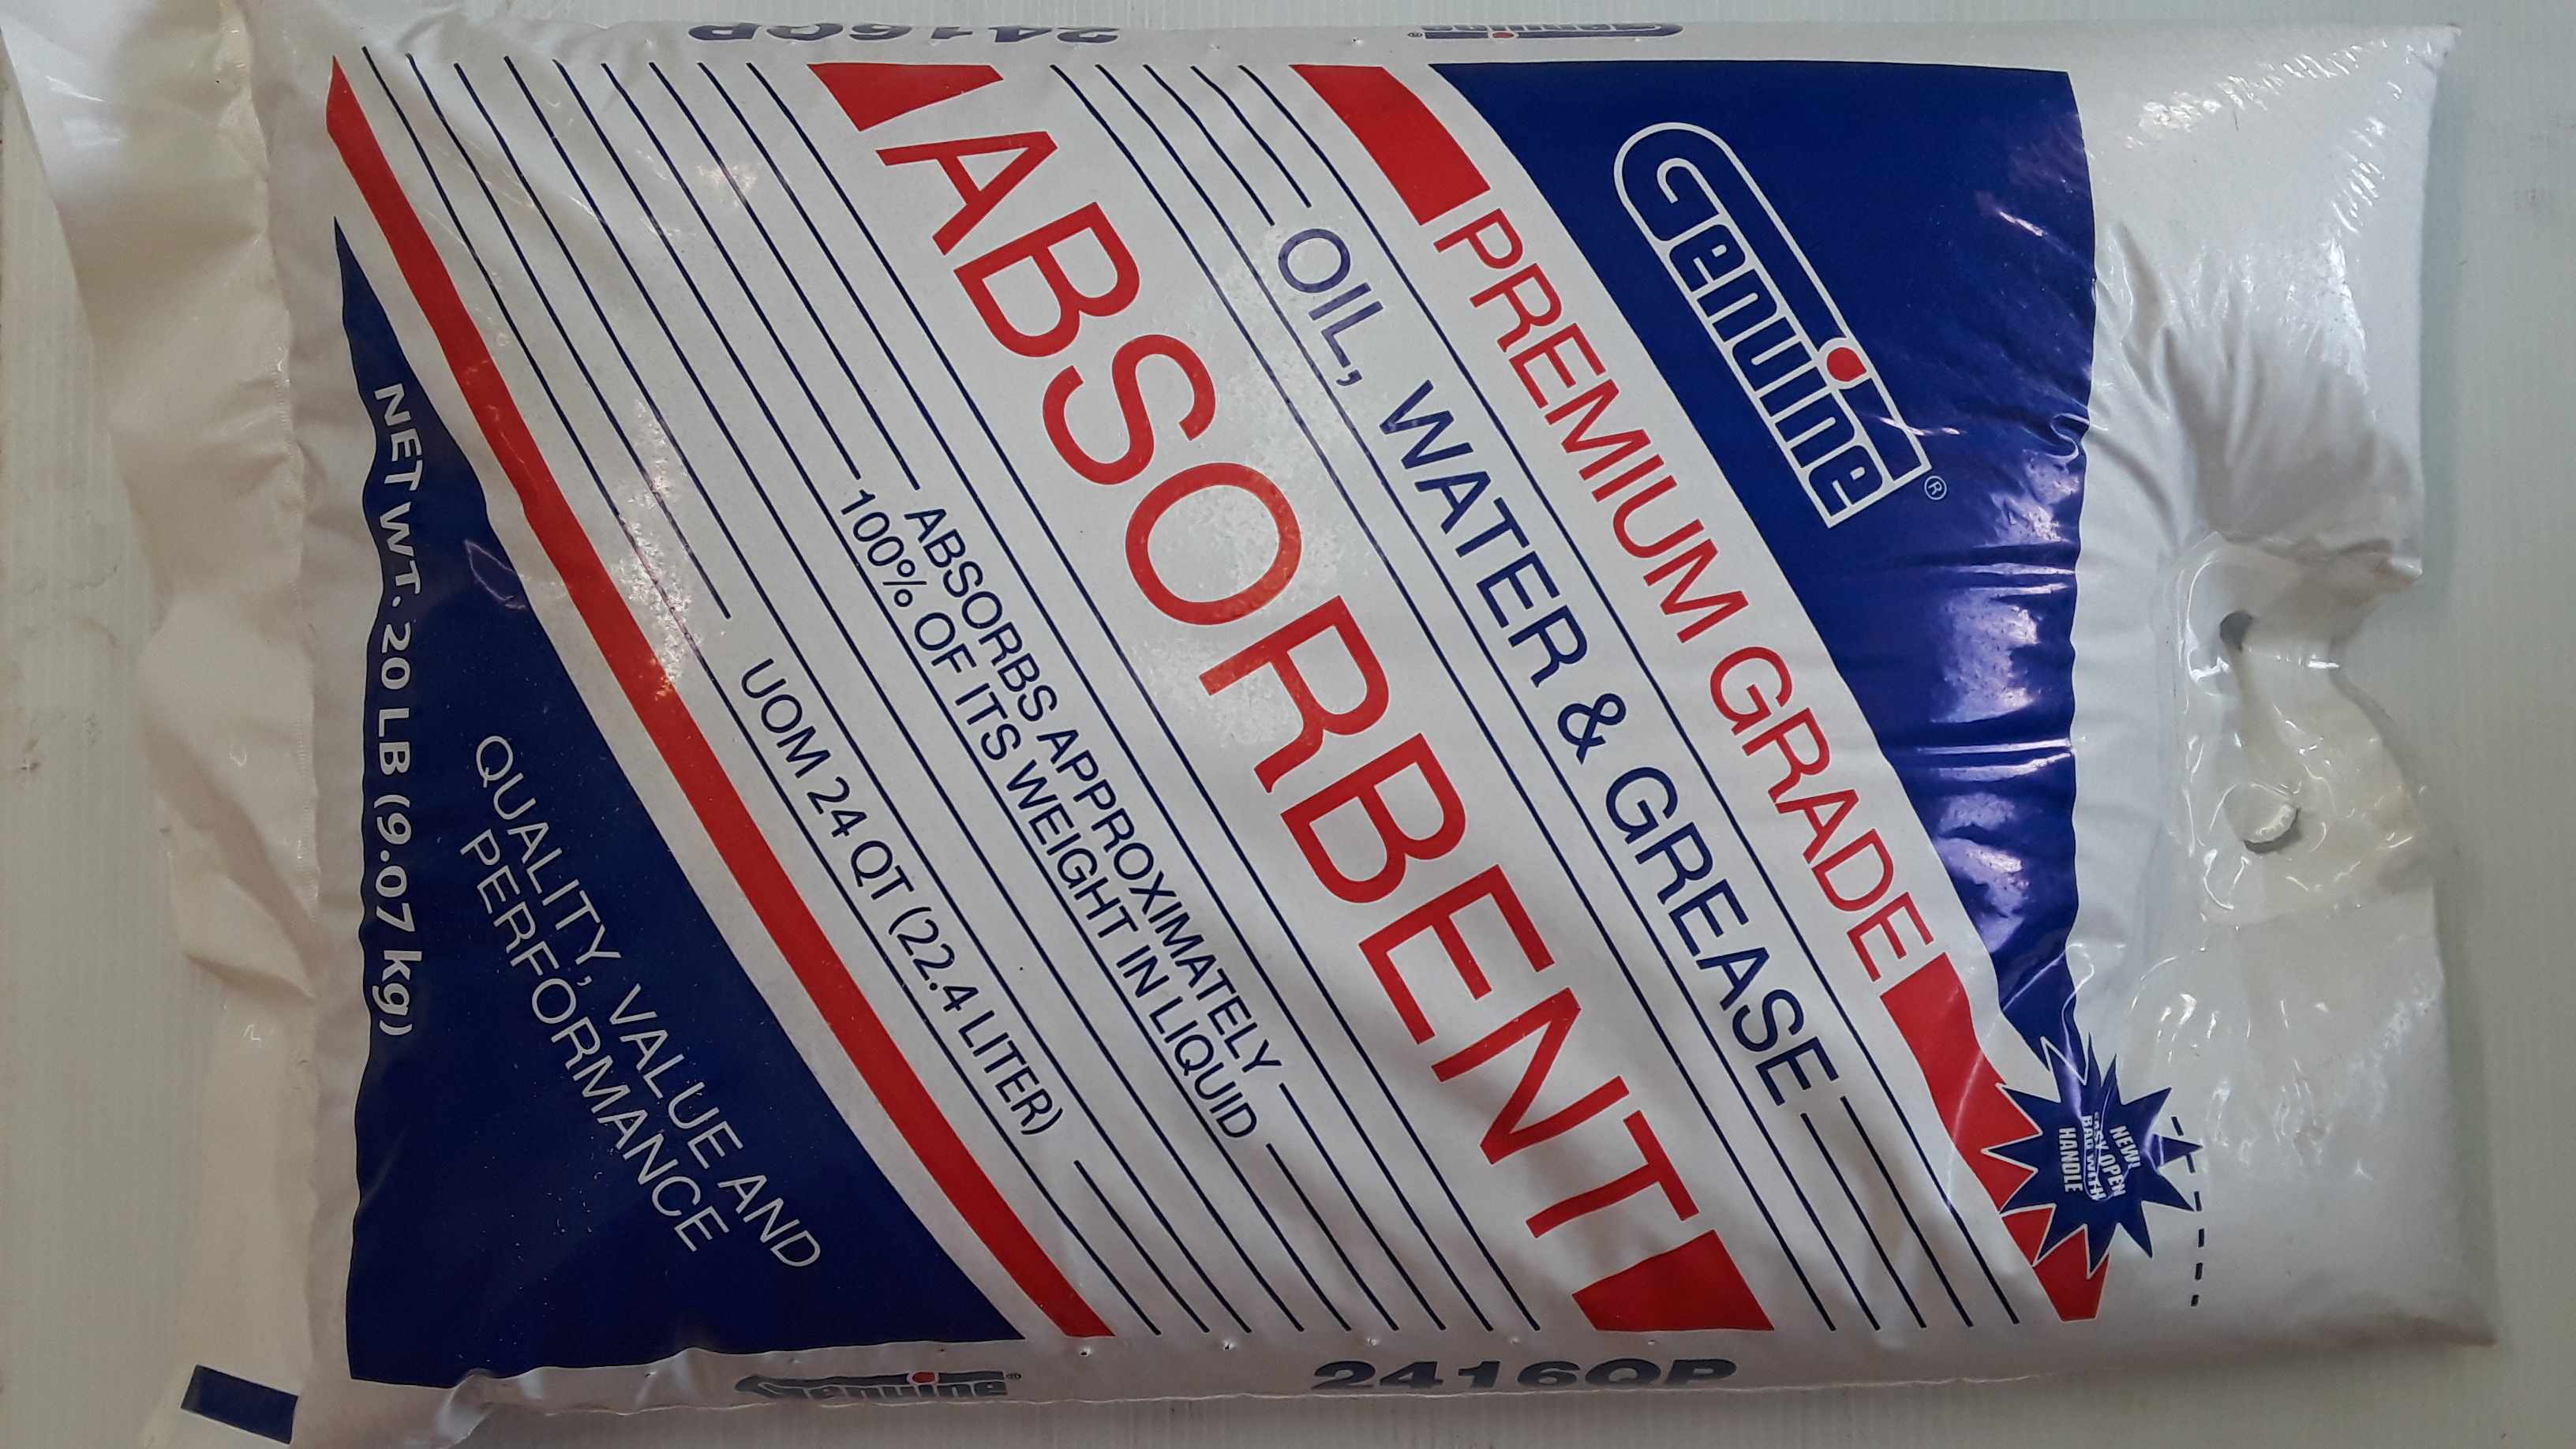 Genuine®
PREMIUM GRADE
OIL, WATER & GREASE
ABSORBENT
ABSORBS APPROXIMATELY
100% OF ITS WEIGHT IN LIQUID
UOM 24 QT (22.4 LITER)
QUALITY, VALUE AND
PERFORMANCE
NET WT. 20 LB (9.07 kg)
NEW!
EASY OPEN
BAG WITH
HANDLE
Genuine®
2416QP
Genuine®
2416QP